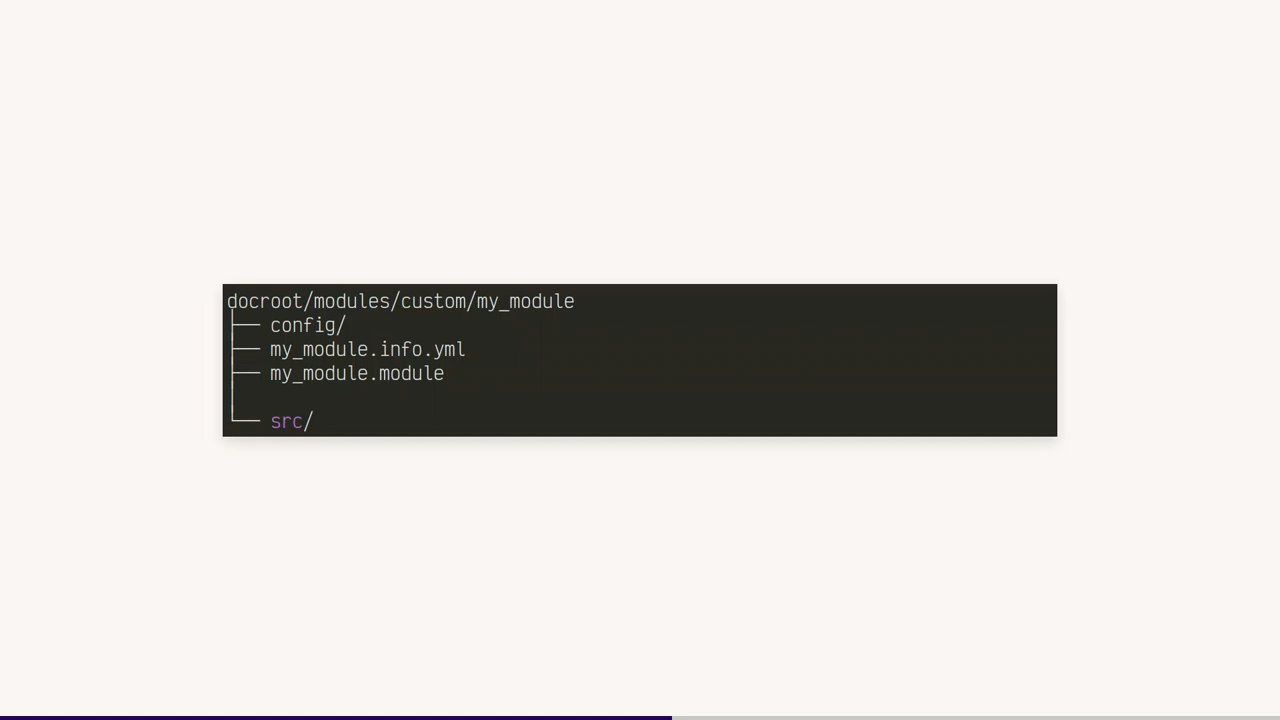 docroot/modules/custom/my_module
├── config/
├── my_module.info.yml
├── my_module.module
│
└── src/